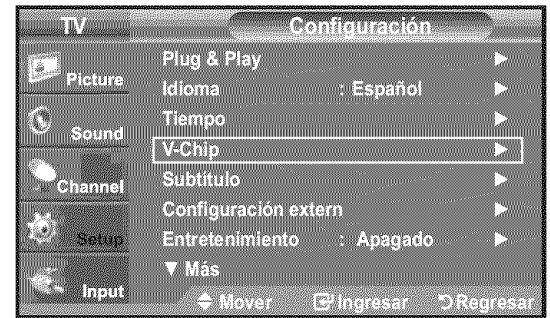 TV
Configuración
Picture
Sound
Channel
Setup
Input
Plug & Play
Idioma : Español
Tiempo
V-Chip
Subtítulo
Configuración extern
Entretenimiento : Apagado
▼ Más
Mover Ingresar Regresar